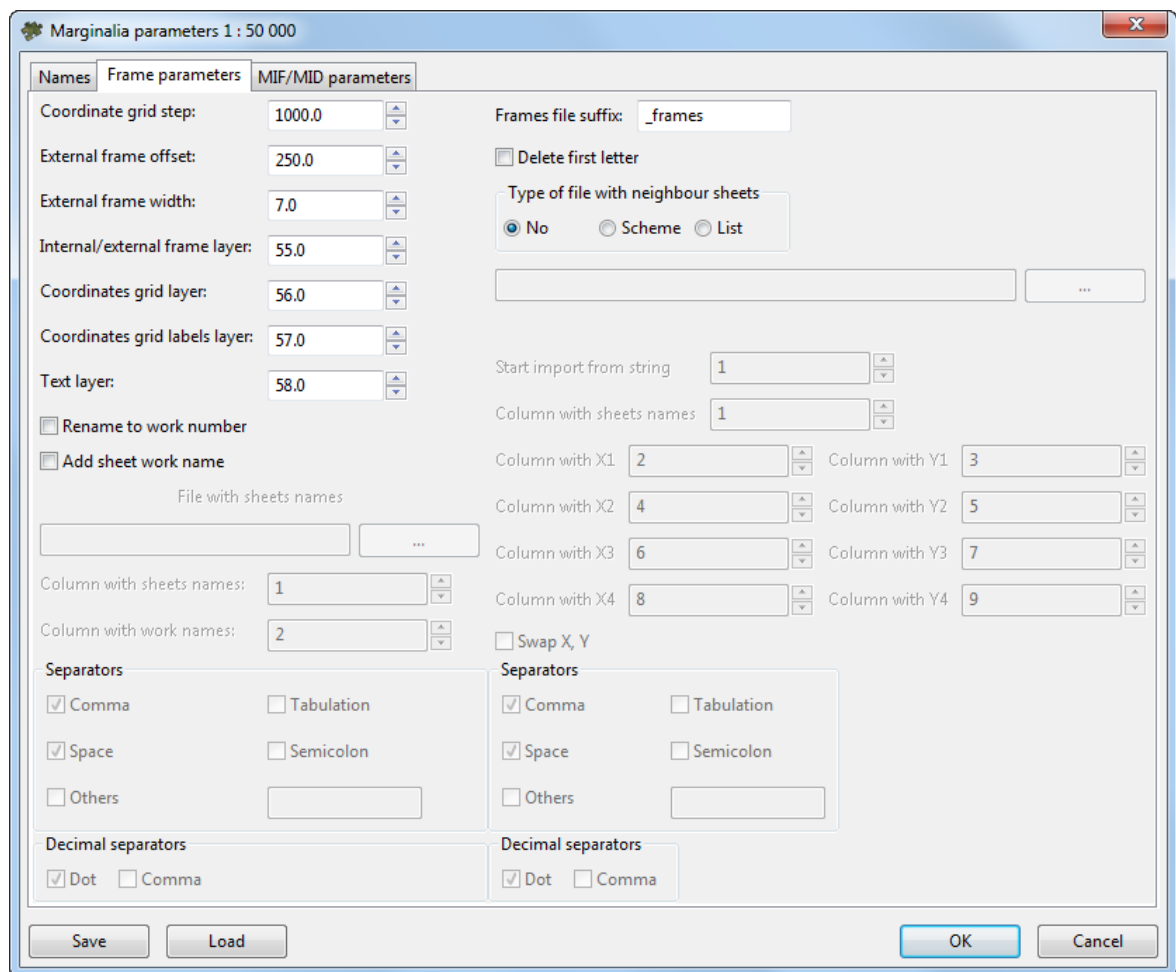 Marginalia parameters 1 : 50 000
Names Frame parameters MIF/MID parameters
Coordinate grid step: 1000.0
External frame offset: 250.0
External frame width: 7.0
Internal/external frame layer: 55.0
Coordinates grid layer: 56.0
Coordinates grid labels layer: 57.0
Text layer: 58.0
Rename to work number
Add sheet work name
File with sheets names
...
Column with sheets names: 1
Column with work names: 2
Separators
Comma Tabulation
Space Semicolon
Others
Decimal separators
Dot Comma
Frames file suffix: _frames
Delete first letter
Type of file with neighbour sheets
No Scheme List
...
Start import from string 1
Column with sheets names 1
Column with X1 2 Column with Y1 3
Column with X2 4 Column with Y2 5
Column with X3 6 Column with Y3 7
Column with X4 8 Column with Y4 9
Swap X, Y
Separators
Comma Tabulation
Space Semicolon
Others
Decimal separators
Dot Comma
Save Load OK Cancel